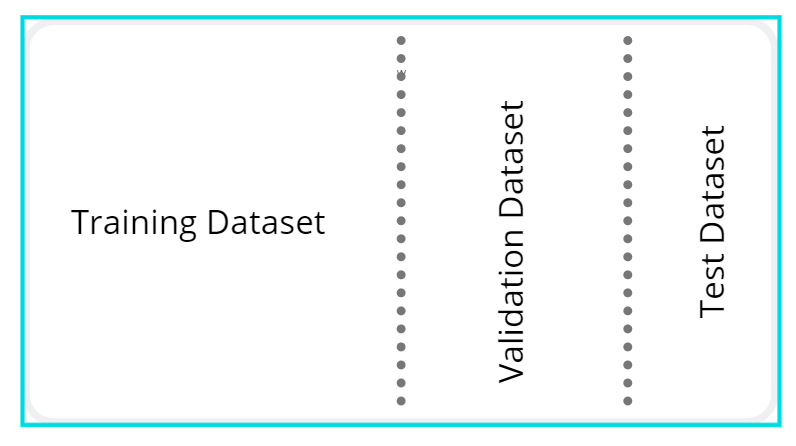 Training Dataset
Validation Dataset
Test Dataset